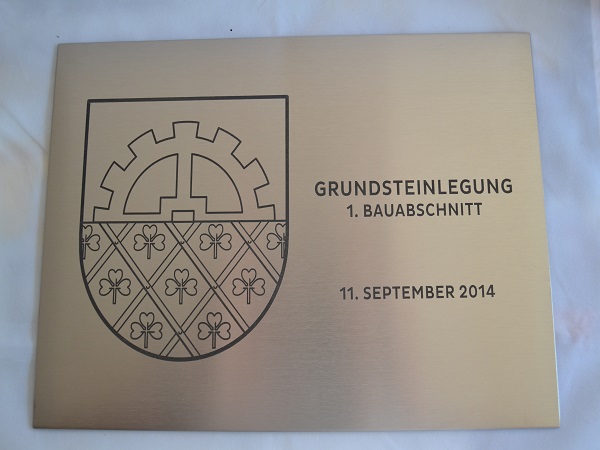 GRUNDSTEINLEGUNG
1. BAUABSCHNITT
11. SEPTEMBER 2014